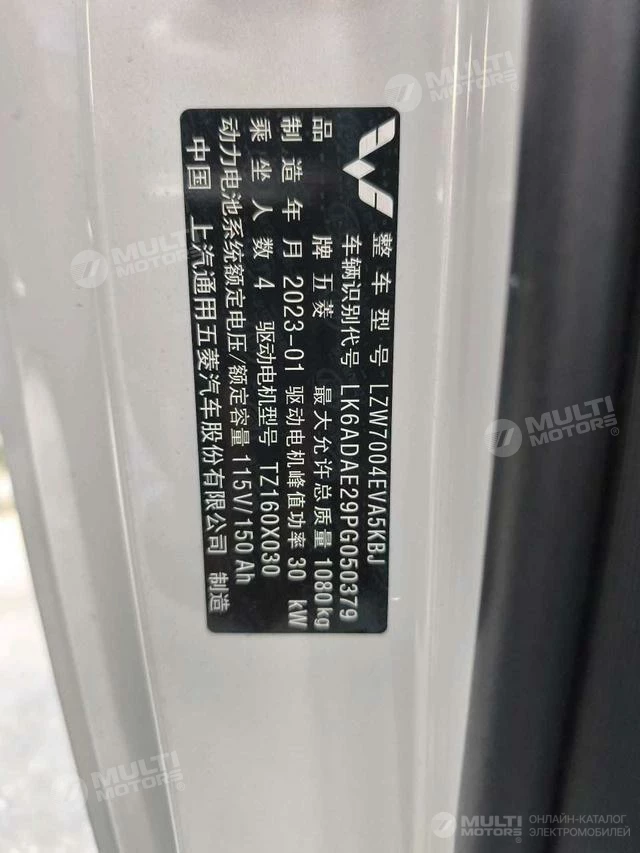 整车型号 LZW7004EVA5KBJ
车辆识别代号 LK6ADAE29PG050379
品牌 五菱 最大允许总质量 1080kg
制造年月 2023-01 驱动电机峰值功率 30 kW
乘坐人数 4 驱动电机型号 TZ160X030
动力电池系统额定电压/额定容量 115V/150Ah
中国 上汽通用五菱汽车股份有限公司 制造
MULTI
MOTORS®
MULTI
MOTORS®
MULTI
MOTORS®
MULTI
MOTORS®
MULTI
MOTORS®
ОНЛАЙН-КАТАЛОГ
ЭЛЕКТРОМОБИЛЕЙ